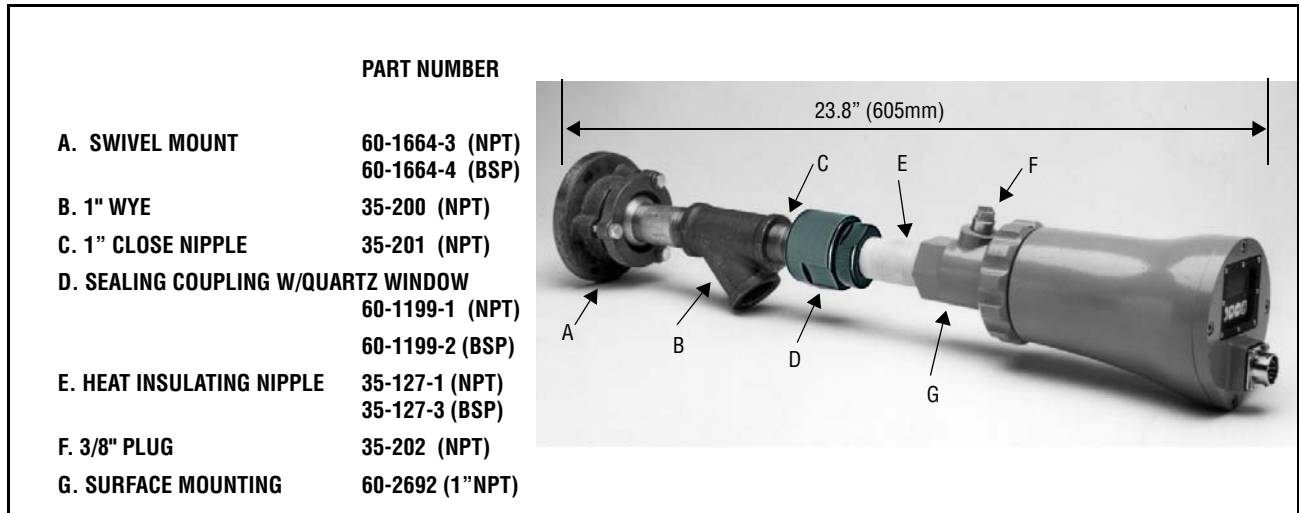 PART NUMBER
A. SWIVEL MOUNT 60-1664-3 (NPT)
60-1664-4 (BSP)
B. 1" WYE 35-200 (NPT)
C. 1” CLOSE NIPPLE 35-201 (NPT)
D. SEALING COUPLING W/QUARTZ WINDOW
60-1199-1 (NPT)
60-1199-2 (BSP)
E. HEAT INSULATING NIPPLE 35-127-1 (NPT)
35-127-3 (BSP)
F. 3/8" PLUG 35-202 (NPT)
G. SURFACE MOUNTING 60-2692 (1”NPT)
23.8” (605mm)
C
E
F
A
B
D
G